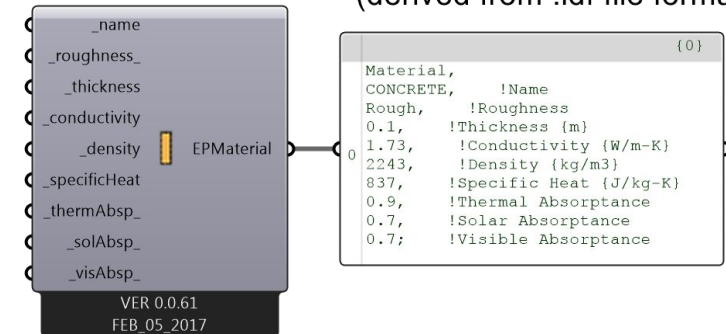 (derived from .idf file forma
_name
_roughness_
_thickness
_conductivity
_density
_specificHeat
_thermAbsp_
_solAbsp_
_visAbsp_
EPMaterial
VER 0.0.61
FEB_05_2017
{0}
0
Material,
CONCRETE, !Name
Rough, !Roughness
0.1, !Thickness {m}
1.73, !Conductivity {W/m-K}
2243, !Density {kg/m3}
837, !Specific Heat {J/kg-K}
0.9, !Thermal Absorptance
0.7, !Solar Absorptance
0.7; !Visible Absorptance